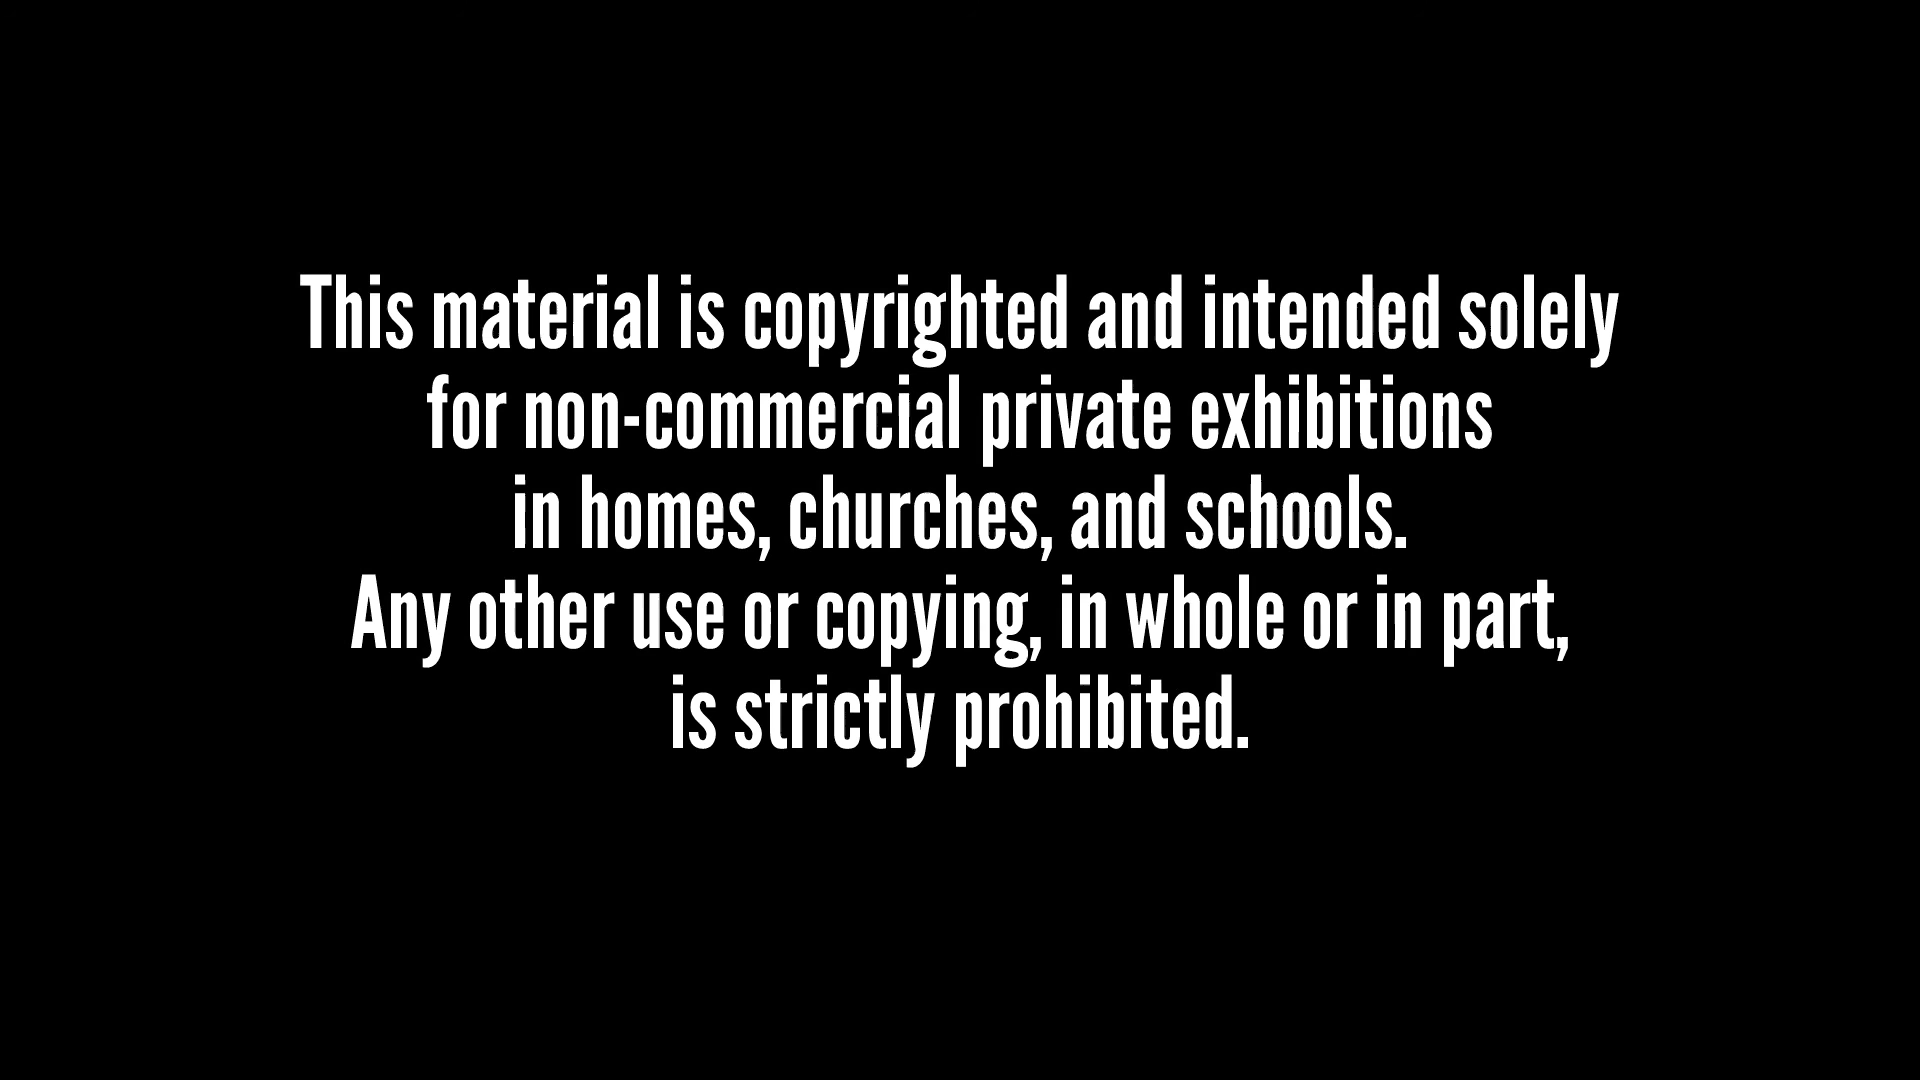 This material is copyrighted and intended solely
for non-commercial private exhibitions
in homes, churches, and schools.
Any other use or copying, in whole or in part,
is strictly prohibited.